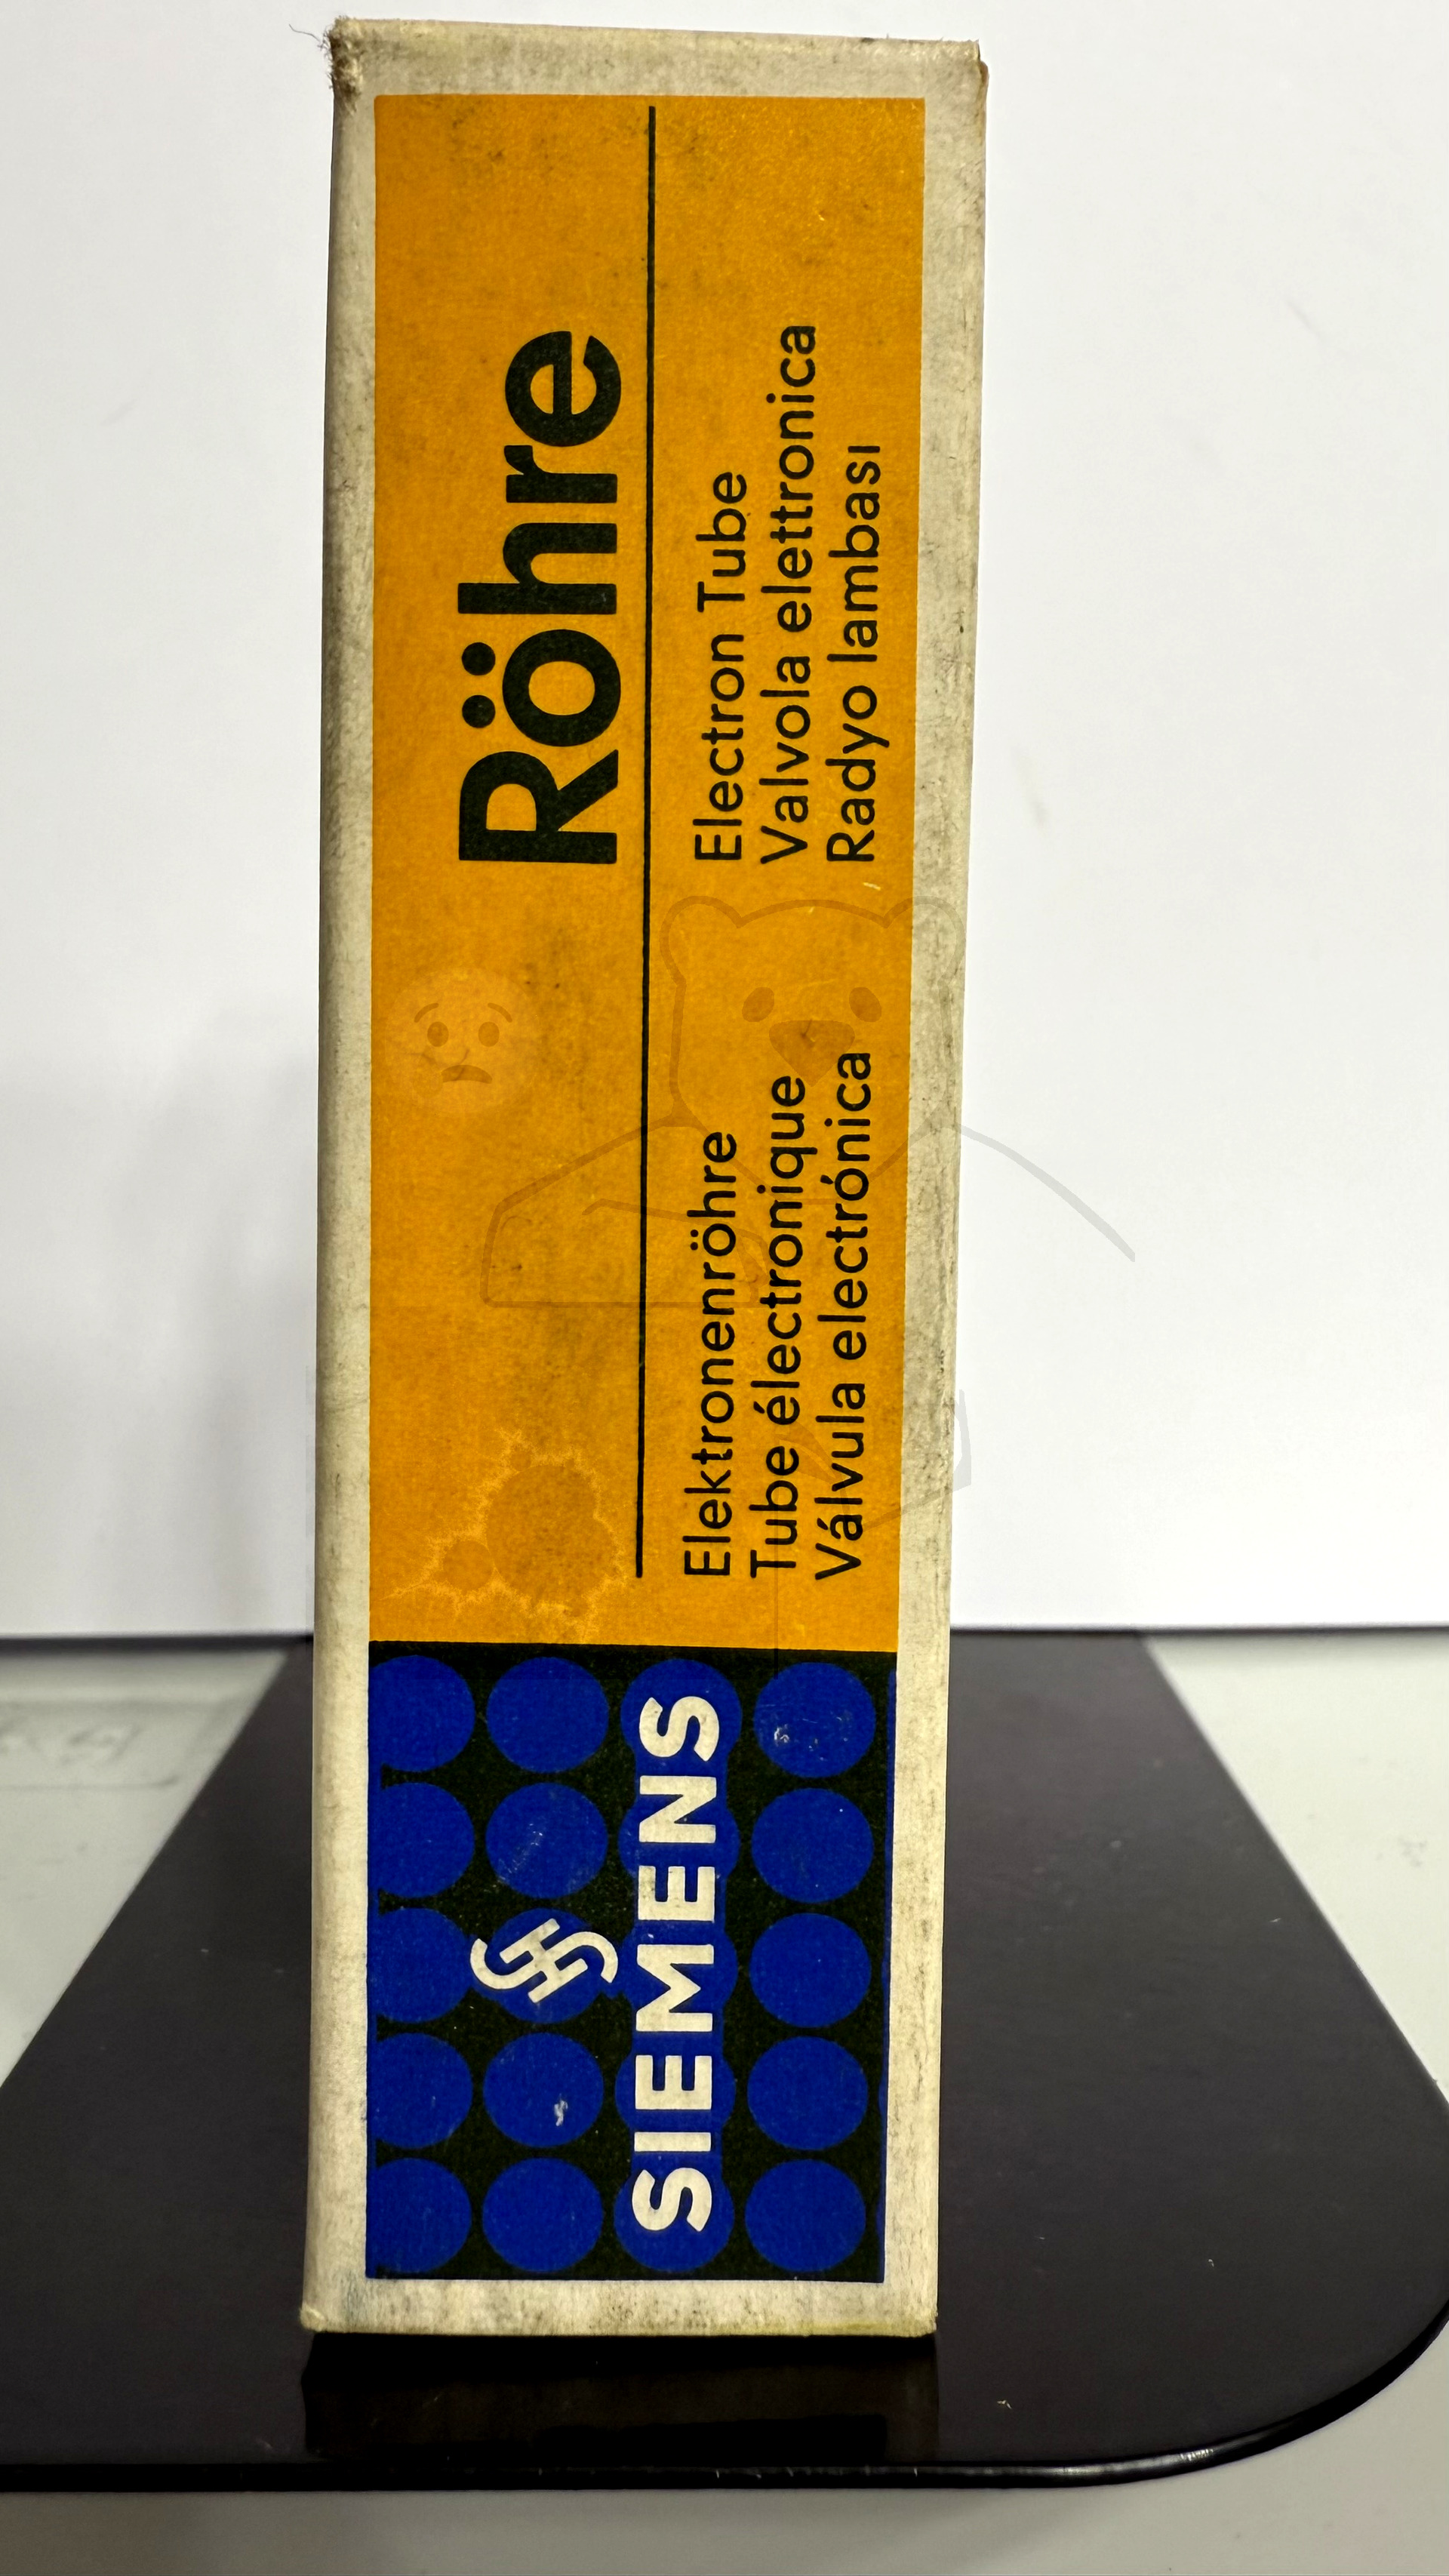 Röhre
Elektronenröhre
Tube électronique
Válvula electrónica
Electron Tube
Valvola elettronica
Radyo lambası
SIEMENS